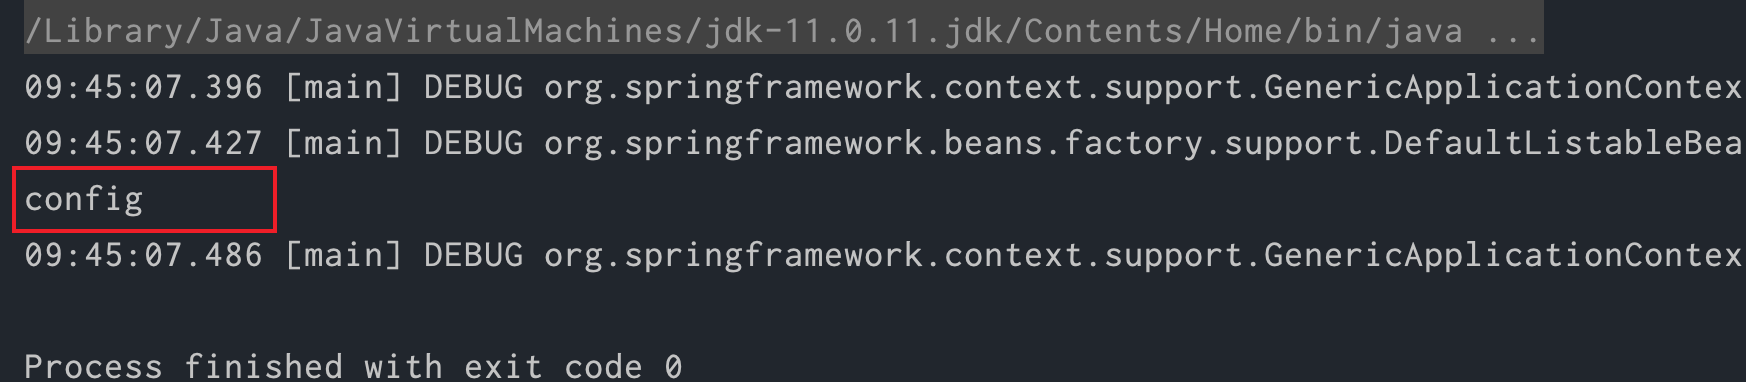 /Library/Java/JavaVirtualMachines/jdk-11.0.11.jdk/Contents/Home/bin/java ...
09:45:07.396 [main] DEBUG org.springframework.context.support.GenericApplicationContex
09:45:07.427 [main] DEBUG org.springframework.beans.factory.support.DefaultListableBea
config
09:45:07.486 [main] DEBUG org.springframework.context.support.GenericApplicationContex
Process finished with exit code 0